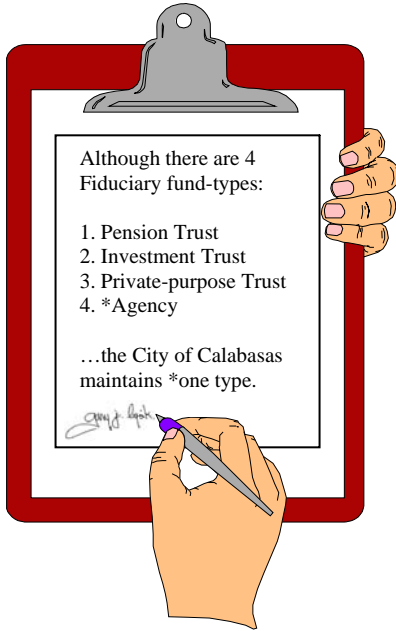 Although there are 4
Fiduciary fund-types:
1. Pension Trust
2. Investment Trust
3. Private-purpose Trust
4. *Agency
…the City of Calabasas
maintains *one type.